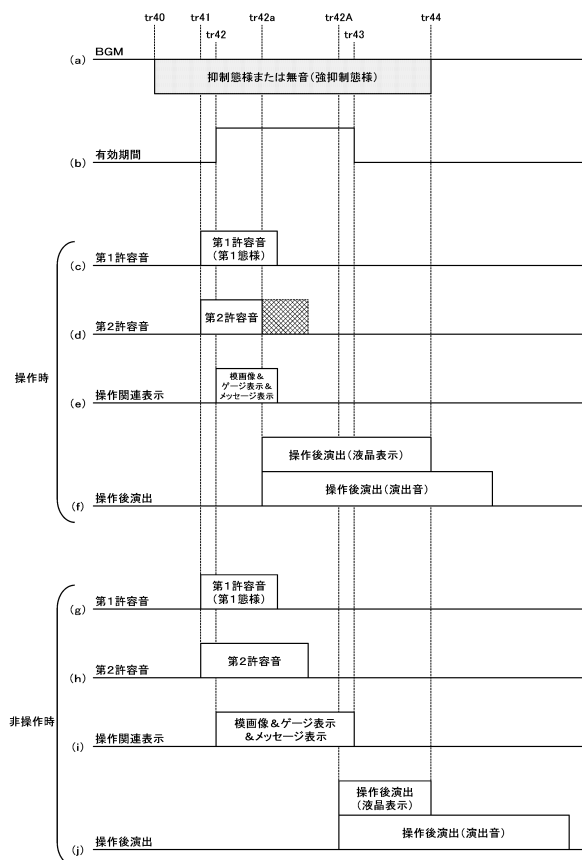 tr40
tr41
tr42a
tr42A
tr44
tr42
tr43
(a)
BGM
抑制態様または無音(強抑制態様)
(b)
有効期間
操作時
(c)
第1許容音
第1許容音
(第1態様)
(d)
第2許容音
第2許容音
(e)
操作関連表示
模画像&
ゲージ表示&
メッセージ表示
(f)
操作後演出
操作後演出(液晶表示)
操作後演出(演出音)
非操作時
(g)
第1許容音
第1許容音
(第1態様)
(h)
第2許容音
第2許容音
(i)
操作関連表示
模画像&ゲージ表示
&メッセージ表示
(j)
操作後演出
操作後演出
(液晶表示)
操作後演出(演出音)